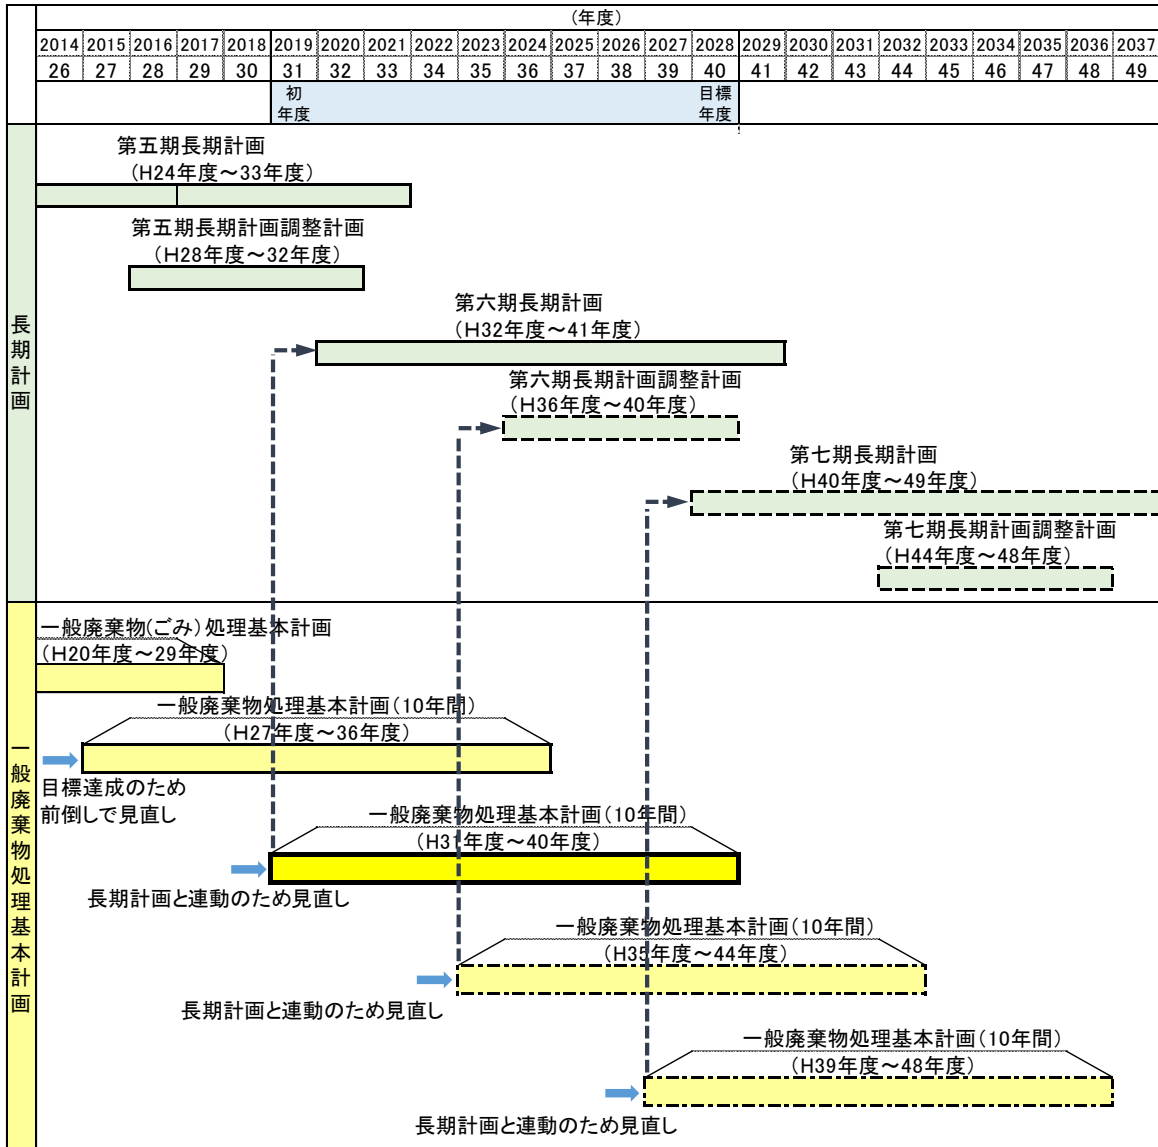 (年度)
2014 2015 2016 2017 2018 2019 2020 2021 2022 2023 2024 2025 2026 2027 2028 2029 2030 2031 2032 2033 2034 2035 2036 2037
26 27 28 29 30 31 32 33 34 35 36 37 38 39 40 41 42 43 44 45 46 47 48 49
初 目標
年度 年度
長期計画
第五期長期計画
(H24年度～33年度)
第五期長期計画調整計画
(H28年度～32年度)
第六期長期計画
(H32年度～41年度)
第六期長期計画調整計画
(H36年度～40年度)
第七期長期計画
(H40年度～49年度)
第七期長期計画調整計画
(H44年度～48年度)
一般廃棄物処理基本計画
一般廃棄物(ごみ)処理基本計画
(H20年度～29年度)
一般廃棄物処理基本計画(10年間)
(H27年度～36年度)
目標達成のため
前倒しで見直し
一般廃棄物処理基本計画(10年間)
(H31年度～40年度)
長期計画と連動のため見直し
一般廃棄物処理基本計画(10年間)
(H35年度～44年度)
長期計画と連動のため見直し
一般廃棄物処理基本計画(10年間)
(H39年度～48年度)
長期計画と連動のため見直し